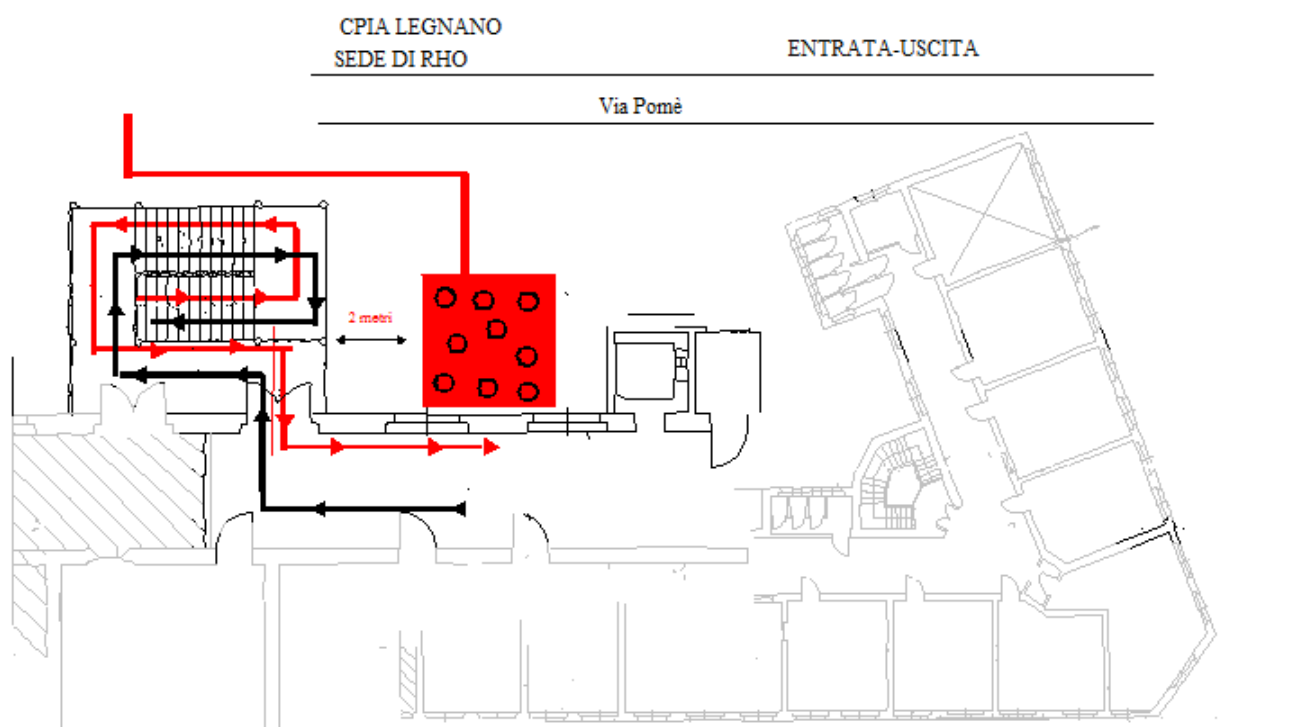 CPIA LEGNANO
SEDE DI RHO
ENTRATA-USCITA
Via Pomè
2 metri